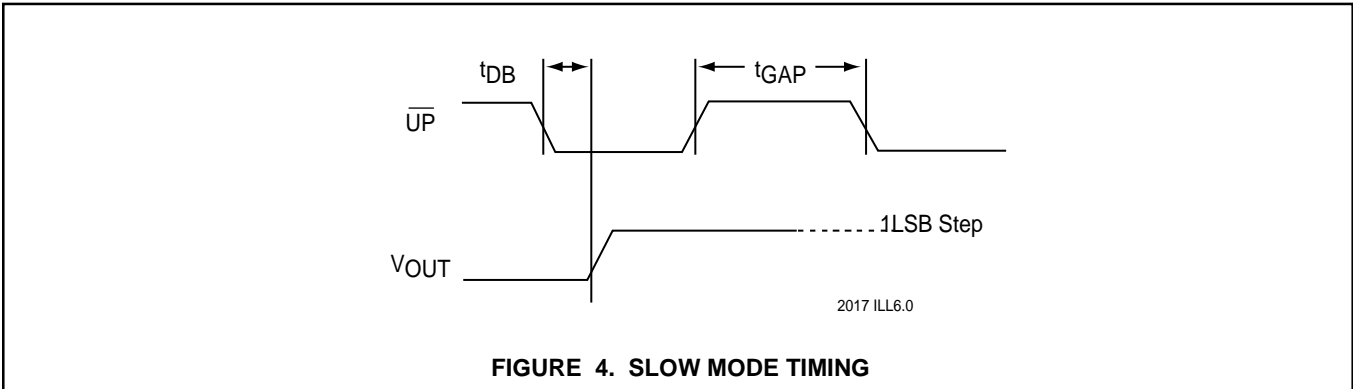 tDB
tGAP
UP
1LSB Step
VOUT
2017 ILL6.0
FIGURE 4. SLOW MODE TIMING